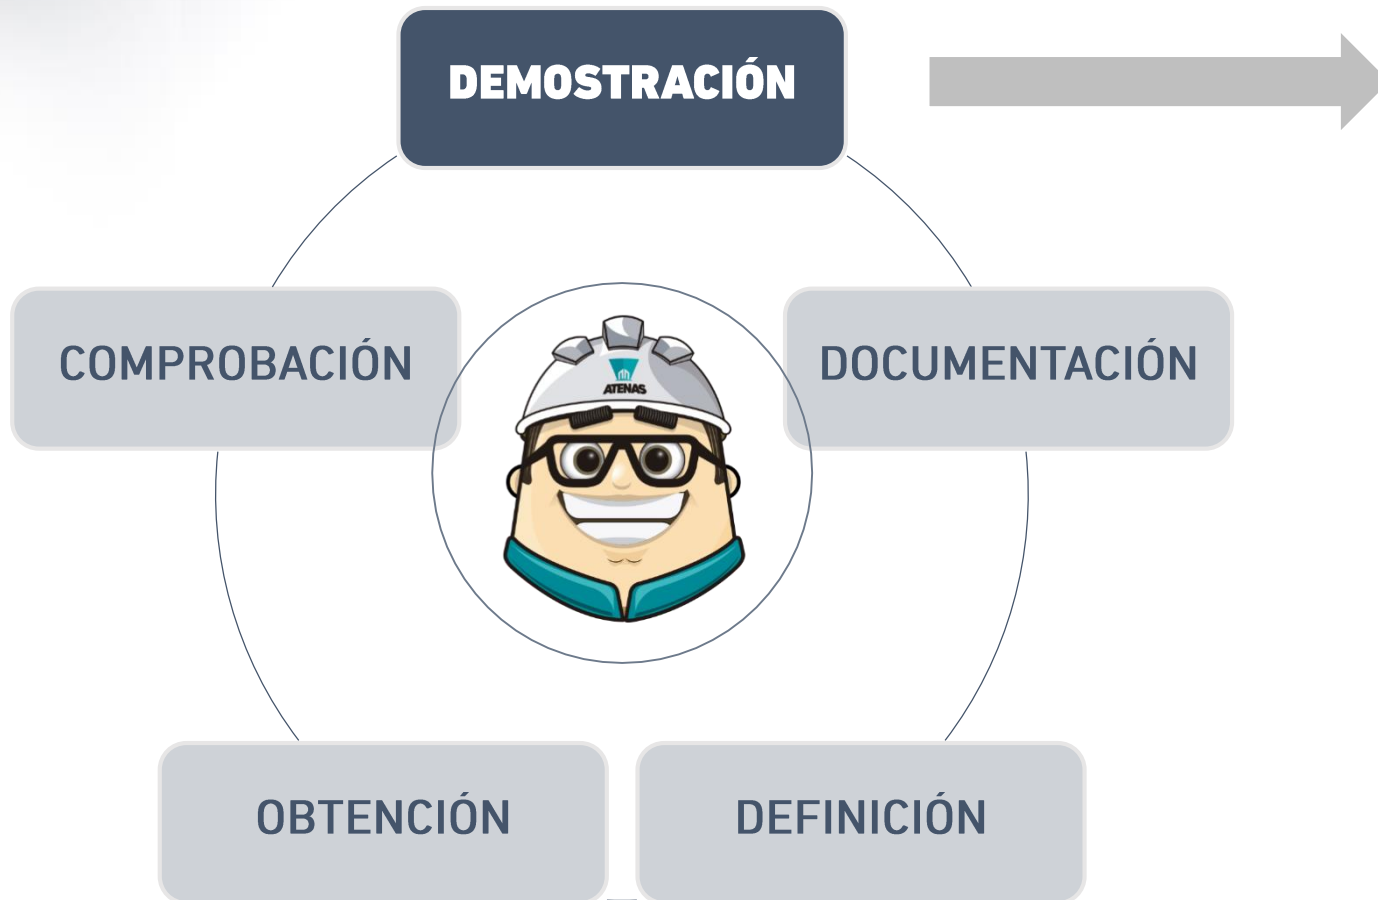 DEMOSTRACIÓN
COMPROBACIÓN
DOCUMENTACIÓN
ATENAS
OBTENCIÓN
DEFINICIÓN